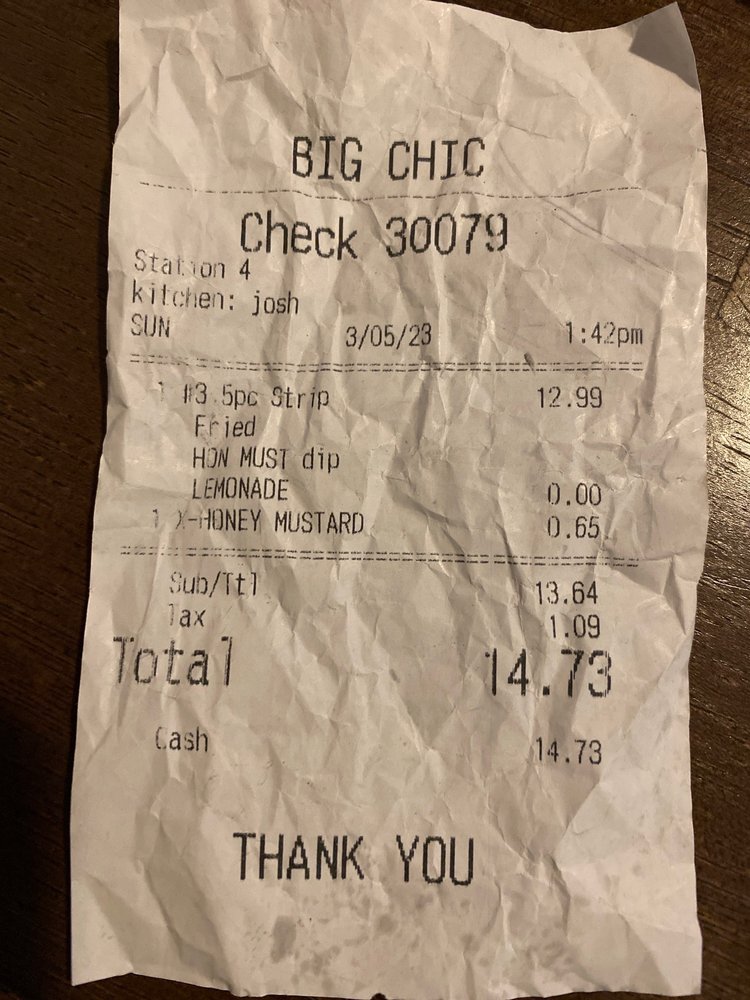 BIG CHIC
Check 30079
Station 4
kitchen: josh
SUN 3/05/23 1:42pm
1 #3 5pc Strip 12.99
Fried
HON MUST dip
LEMONADE 0.00
1 X-HONEY MUSTARD 0.65
Sub/Ttl 13.64
Tax 1.09
Total 14.73
Cash 14.73
THANK YOU